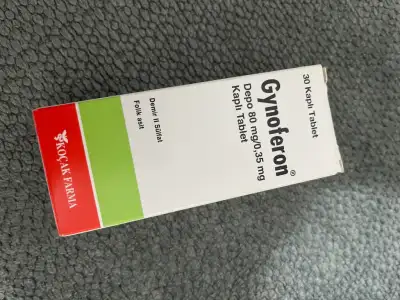 30 Kaplı Tablet
Gynoferon®
Depo 80 mg/0,35 mg
Kaplı Tablet
Demir II Sülfat
Folik asit
KOÇAK FARMA